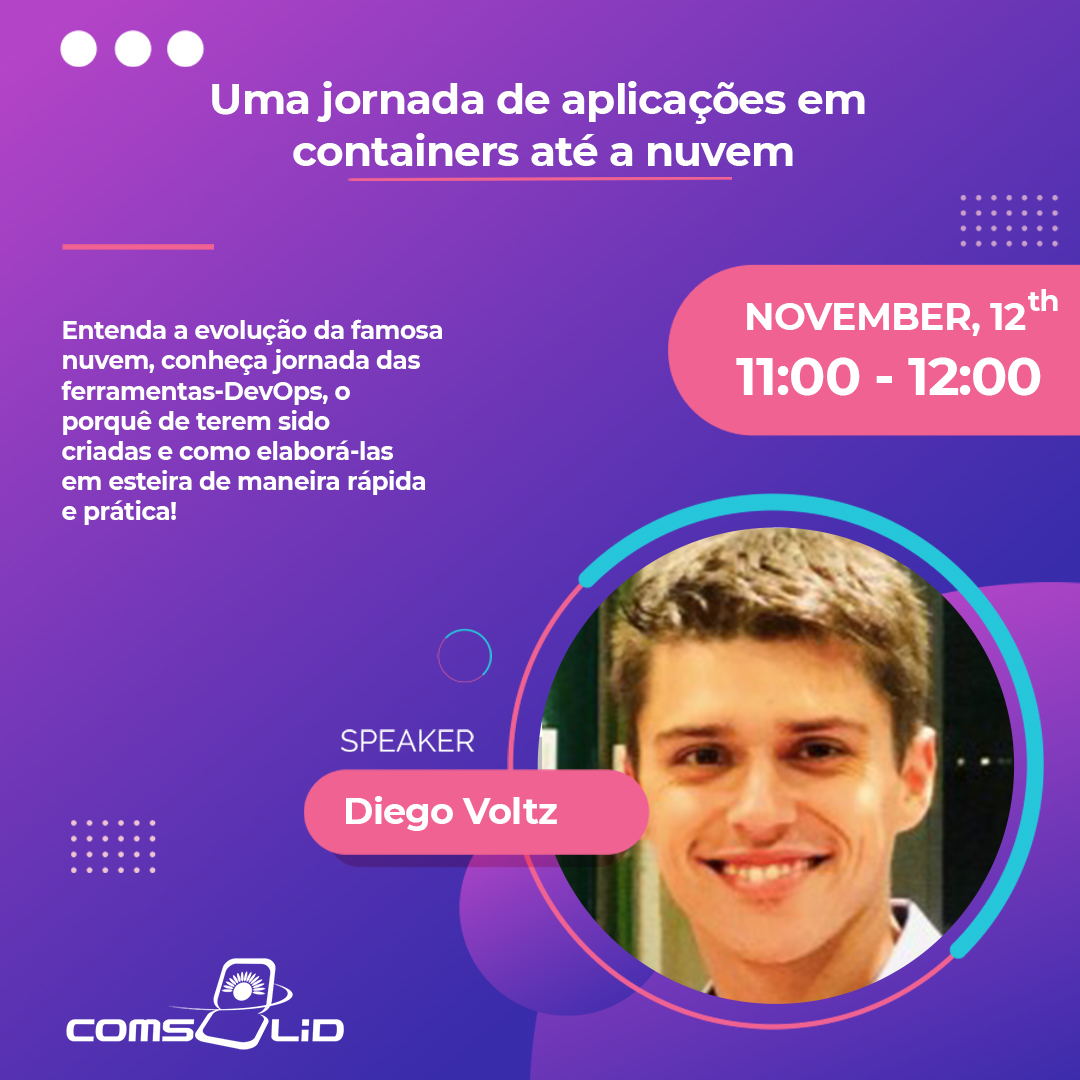 Uma jornada de aplicações em
containers até a nuvem
NOVEMBER, 12th
11:00 - 12:00
Entenda a evolução da famosa
nuvem, conheça jornada das
ferramentas-DevOps, o
porquê de terem sido
criadas e como elaborá-las
em esteira de maneira rápida
e prática!
SPEAKER
Diego Voltz
COMSOLiD